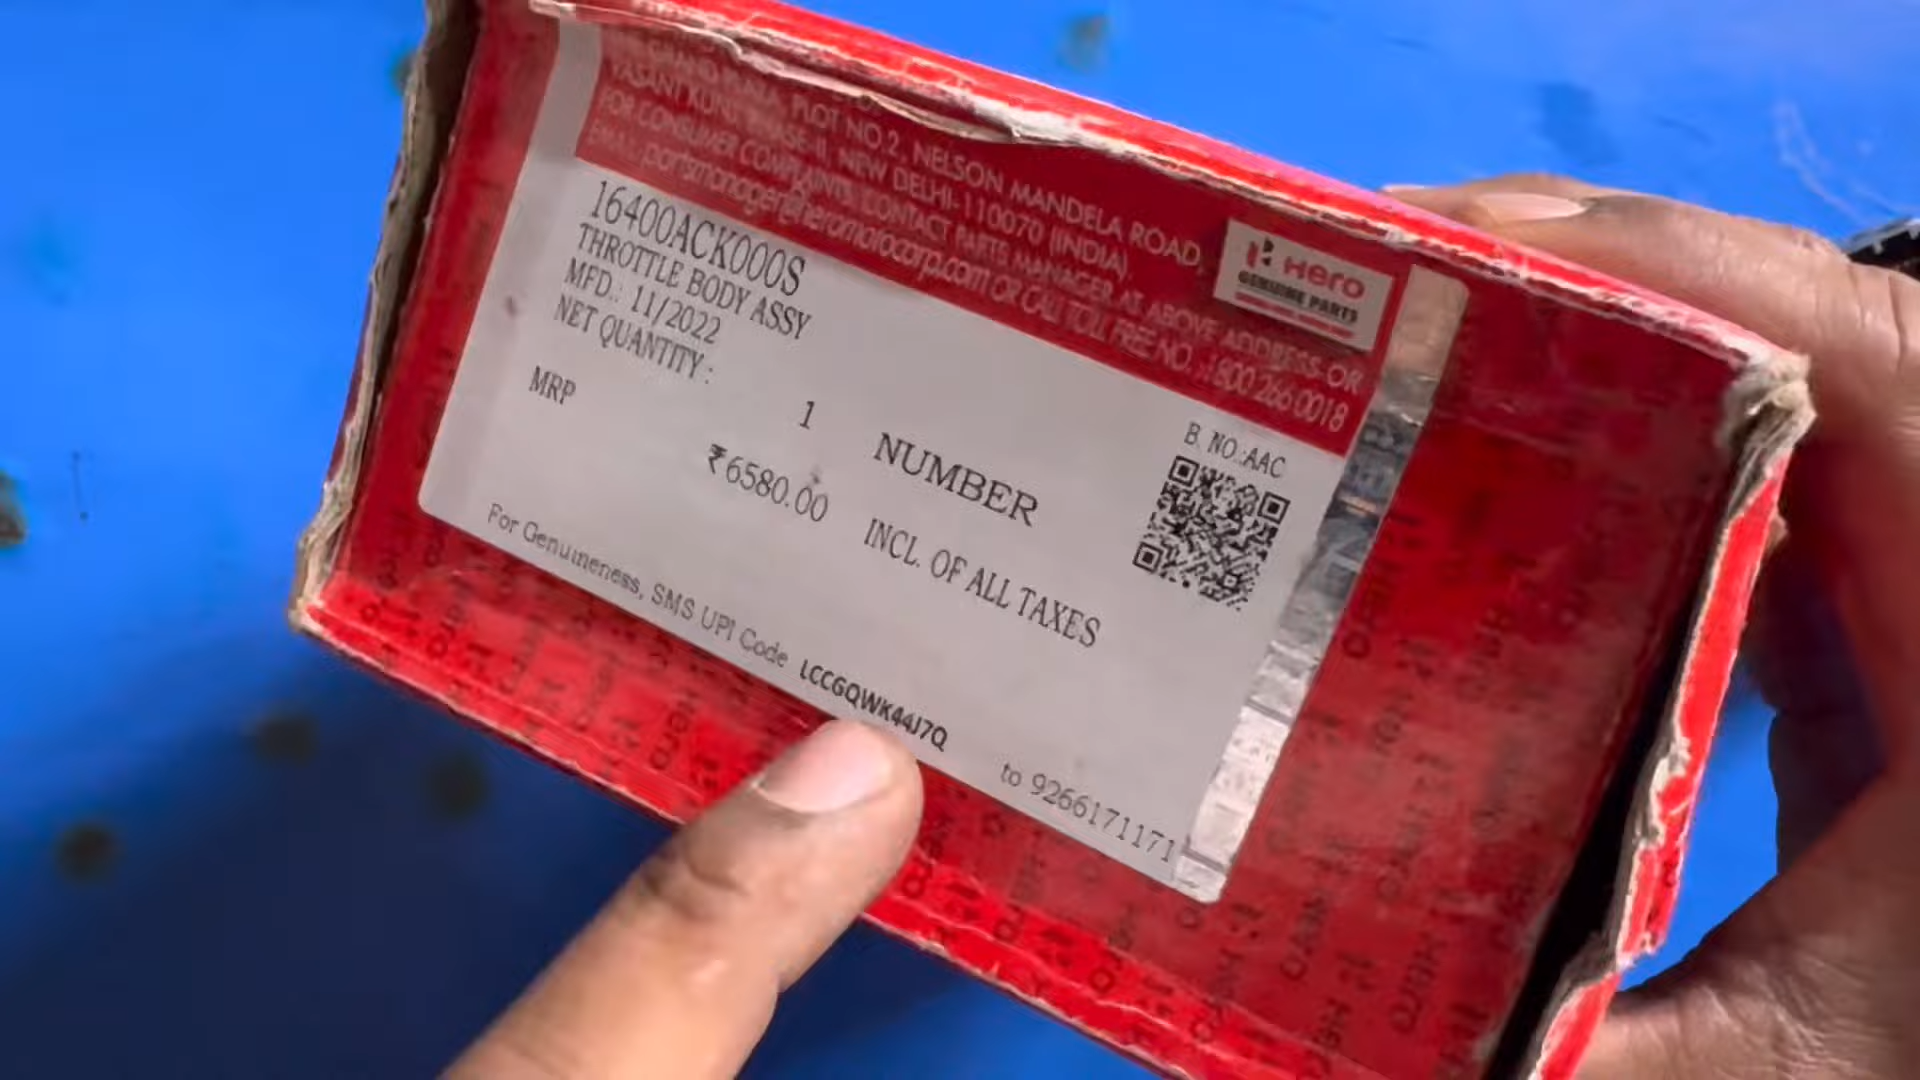 PLOT NO.2, NELSON MANDELA ROAD,
VASANT KUNJ, PHASE-II, NEW DELHI-110070 (INDIA).
FOR CONSUMER COMPLAINTS, CONTACT PARTS MANAGER AT ABOVE ADDRESS OR
EMAIL: partsmanager@heromotocorp.com OR CALL TOLL FREE NO. :1800 266 0018
Hero
GENUINE PARTS
16400ACK000S
THROTTLE BODY ASSY
MFD.: 11/2022
NET QUANTITY :
1 NUMBER
MRP
₹6580.00 INCL. OF ALL TAXES
B. NO.:AAC
For Genuineness, SMS UPI Code LCC6QWK44J7Q to 9266171171